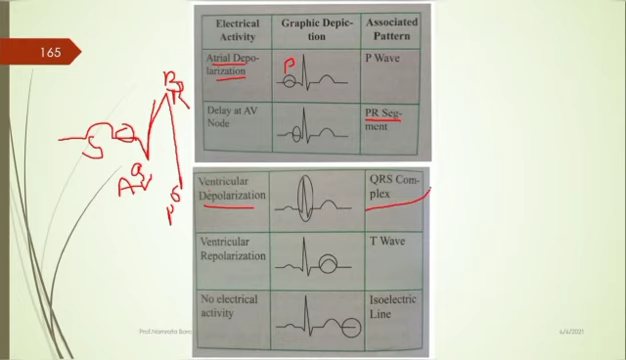 165
Electrical Activity
Graphic Depic-
tion
Associated
Pattern
Atrial Depo-
larization
P
P Wave
Delay at AV
Node
PR Seg-
ment
Ventricular
Depolarization
QRS Com-
plex
Ventricular
Repolarization
T Wave
No electrical
activity
Isoelectric
Line
6/6/2021